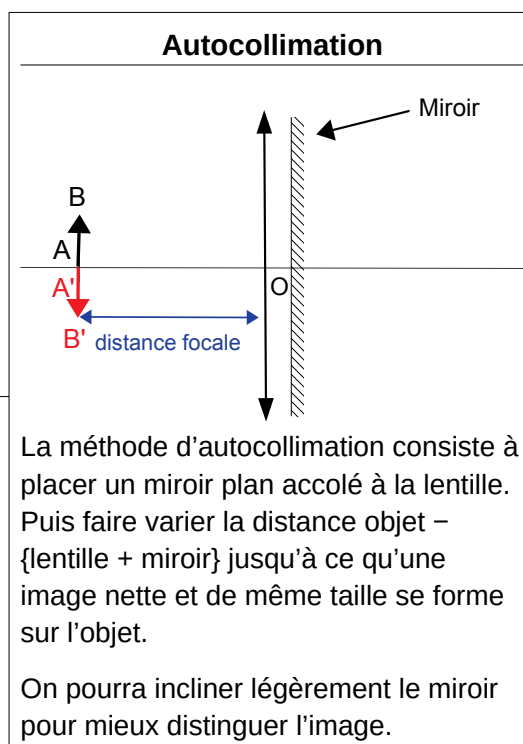 Autocollimation
Miroir
B
A
A'
O
B'
distance focale
La méthode d’autocollimation consiste à
placer un miroir plan accolé à la lentille.
Puis faire varier la distance objet −
{lentille + miroir} jusqu’à ce qu’une
image nette et de même taille se forme
sur l’objet.
On pourra incliner légèrement le miroir
pour mieux distinguer l’image.